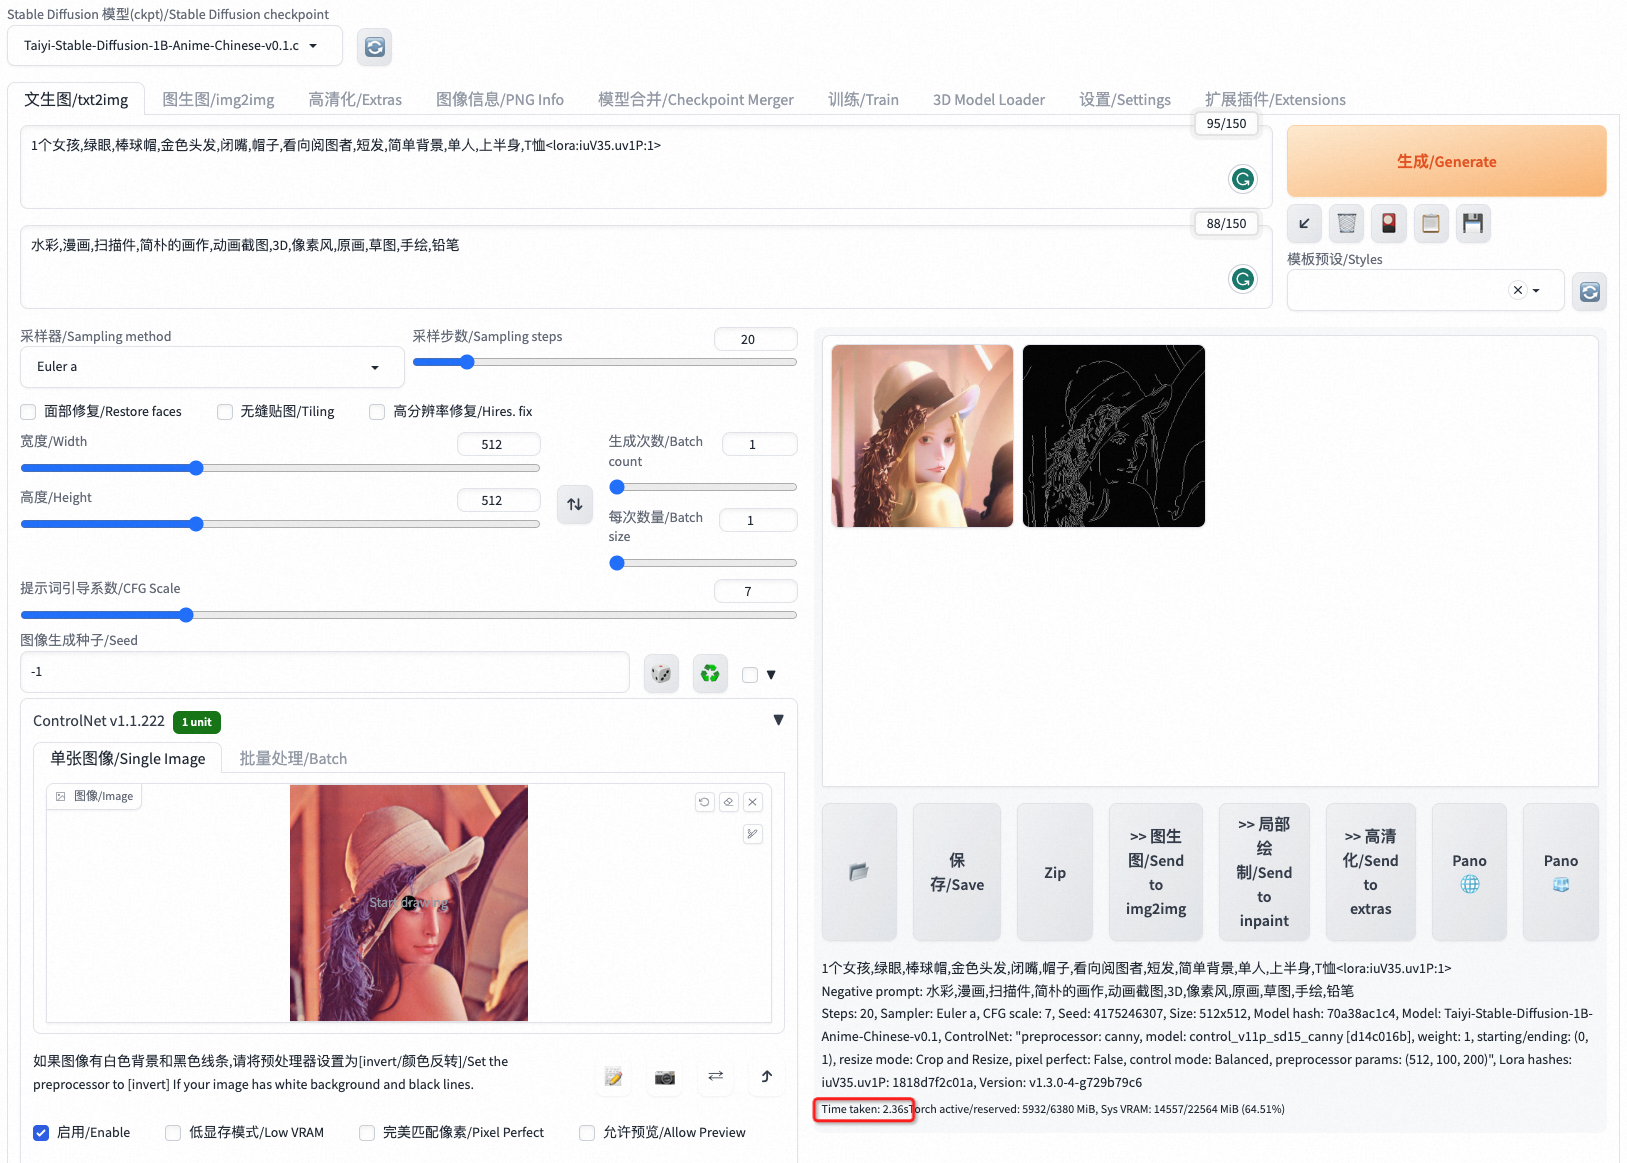 Stable Diffusion 模型(ckpt)/Stable Diffusion checkpoint
Taiyi-Stable-Diffusion-1B-Anime-Chinese-v0.1.c
文生图/txt2img
图生图/img2img
高清化/Extras
图像信息/PNG Info
模型合并/Checkpoint Merger
训练/Train
3D Model Loader
设置/Settings
扩展插件/Extensions
95/150
1个女孩,绿眼,棒球帽,金色头发,闭嘴,帽子,看向阅图者,短发,简单背景,单人,上半身,T恤<lora:iuV35.uv1P:1>
生成/Generate
88/150
水彩,漫画,扫描件,简朴的画作,动画截图,3D,像素风,原画,草图,手绘,铅笔
模板预设/Styles
采样器/Sampling method
Euler a
采样步数/Sampling steps
20
面部修复/Restore faces
无缝贴图/Tiling
高分辨率修复/Hires. fix
宽度/Width
512
高度/Height
512
生成次数/Batch
count
1
每次数量/Batch
size
1
提示词引导系数/CFG Scale
7
图像生成种子/Seed
-1
ControlNet v1.1.222
1 unit
单张图像/Single Image
批量处理/Batch
图像/Image
Start drawing
如果图像有白色背景和黑色线条,请将预处理器设置为[invert/颜色反转]/Set the
preprocessor to [invert] If your image has white background and black lines.
启用/Enable
低显存模式/Low VRAM
完美匹配像素/Pixel Perfect
允许预览/Allow Preview
保
存/Save
Zip
>> 图生
图/Send
to
img2img
>> 局部
绘
制/Send
to
inpaint
>> 高清
化/Send
to
extras
Pano
Pano
1个女孩,绿眼,棒球帽,金色头发,闭嘴,帽子,看向阅图者,短发,简单背景,单人,上半身,T恤<lora:iuV35.uv1P:1>
Negative prompt: 水彩,漫画,扫描件,简朴的画作,动画截图,3D,像素风,原画,草图,手绘,铅笔
Steps: 20, Sampler: Euler a, CFG scale: 7, Seed: 4175246307, Size: 512x512, Model hash: 70a38ac1c4, Model: Taiyi-Stable-Diffusion-1B-
Anime-Chinese-v0.1, ControlNet: "preprocessor: canny, model: control_v11p_sd15_canny [d14c016b], weight: 1, starting/ending: (0,
1), resize mode: Crop and Resize, pixel perfect: False, control mode: Balanced, preprocessor params: (512, 100, 200)", Lora hashes:
iuV35.uv1P: 1818d7f2c01a, Version: v1.3.0-4-g729b79c6
Time taken: 2.36sTorch active/reserved: 5932/6380 MiB, Sys VRAM: 14557/22564 MiB (64.51%)